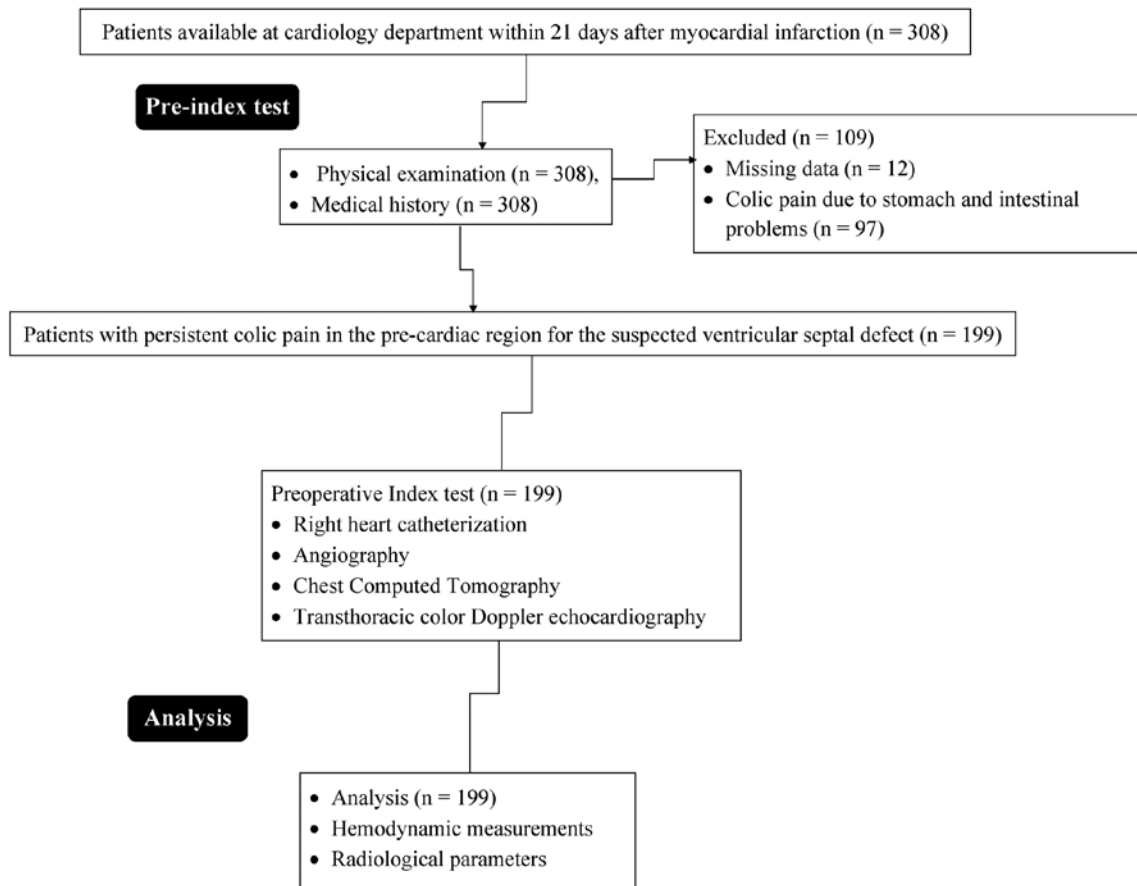 Patients available at cardiology department within 21 days after myocardial infarction (n = 308)
Pre-index test
Excluded (n = 109)
• Missing data (n = 12)
• Colic pain due to stomach and intestinal
problems (n = 97)
• Physical examination (n = 308),
• Medical history (n = 308)
Patients with persistent colic pain in the pre-cardiac region for the suspected ventricular septal defect (n = 199)
Preoperative Index test (n = 199)
• Right heart catheterization
• Angiography
• Chest Computed Tomography
• Transthoracic color Doppler echocardiography
Analysis
• Analysis (n = 199)
• Hemodynamic measurements
• Radiological parameters